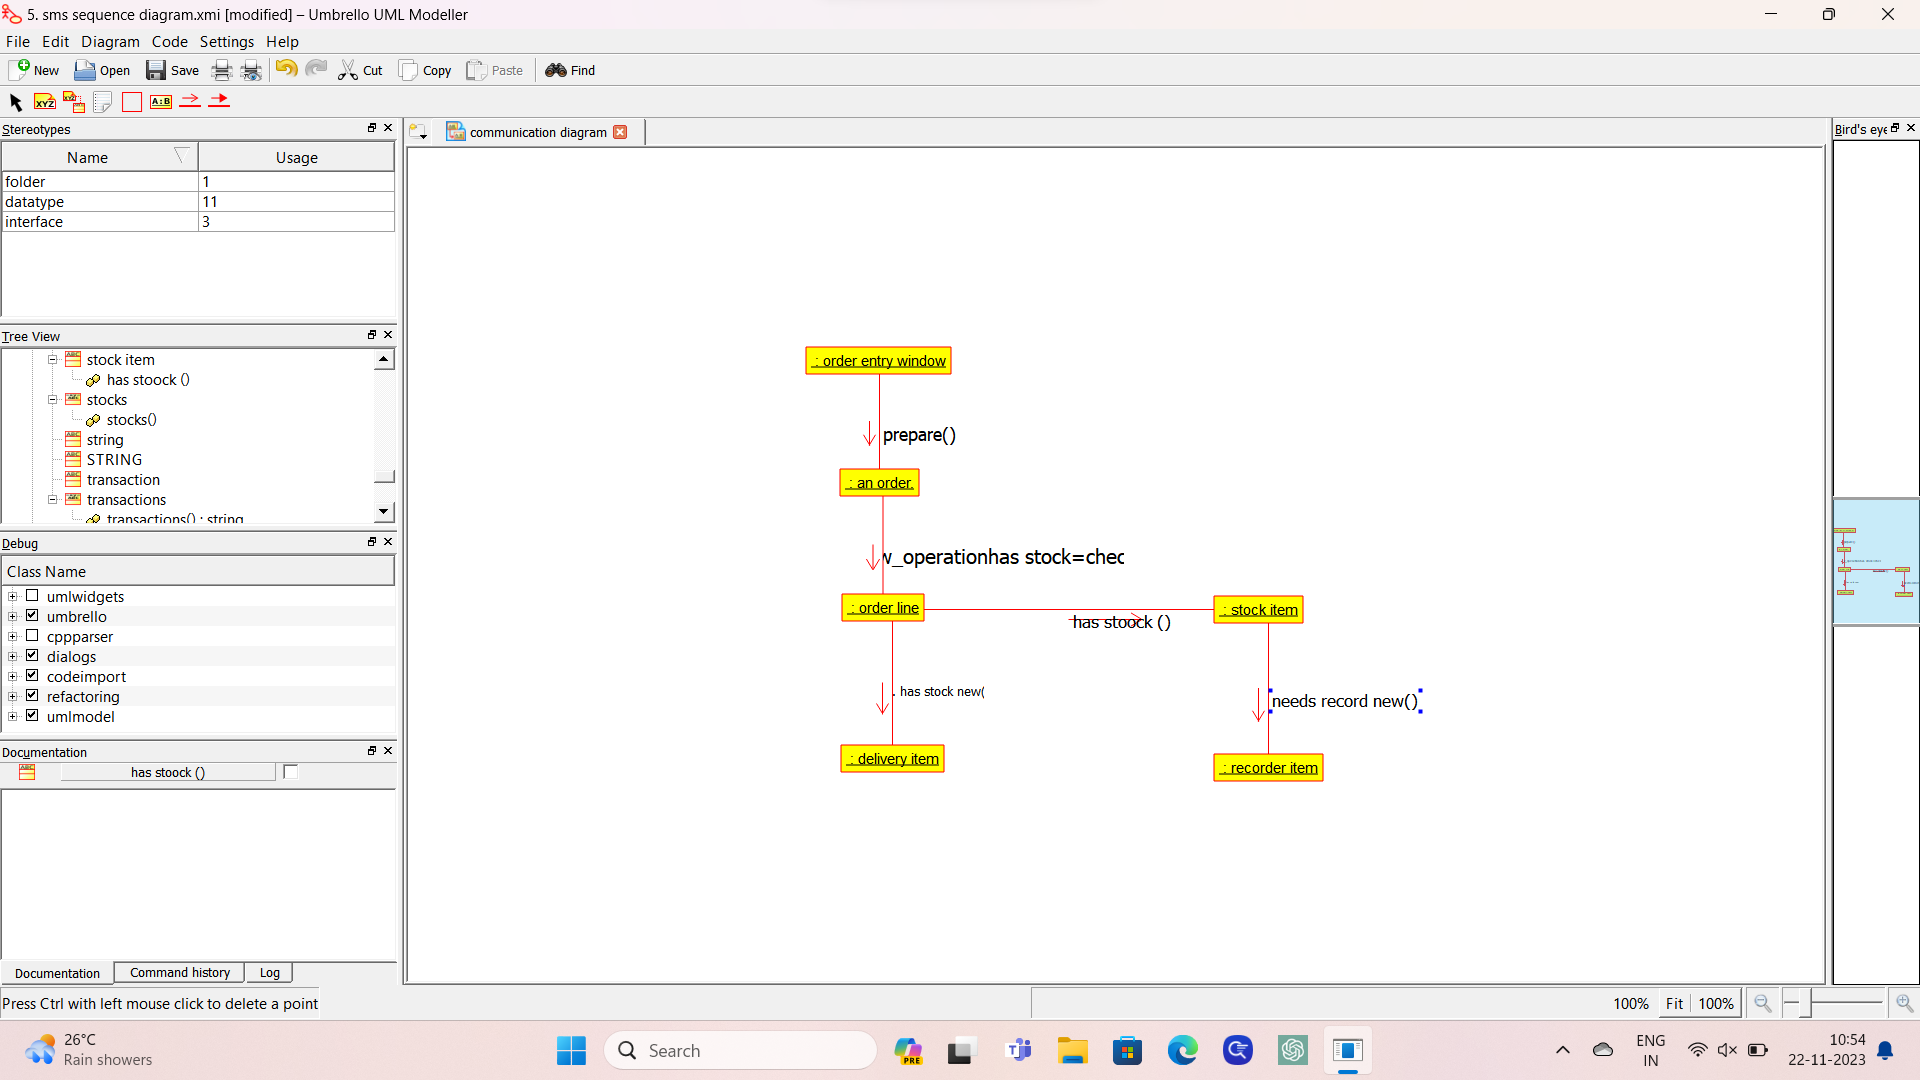 5. sms sequence diagram.xmi [modified] – Umbrello UML Modeller
File Edit Diagram Code Settings Help
New Open Save Cut Copy Paste Find
XYZ XYZ A:B
Stereotypes
Name Usage
folder 1
datatype 11
interface 3
Tree View
stock item
has stoock ()
stocks
stocks()
string
STRING
transaction
transactions
transactions() : string
Debug
Class Name
umlwidgets
umbrello
cppparser
dialogs
codeimport
refactoring
umlmodel
Documentation
has stoock ()
Documentation Command history Log
Press Ctrl with left mouse click to delete a point
communication diagram
: order entry window
prepare()
: an order.
w_operationhas stock=chec
: order line
has stoock ()
: stock item
. has stock new(
needs record new()
: delivery item
: recorder item
Bird's eye
100% Fit 100%
26°C
Rain showers
Search
PRE
ENG
IN
10:54
22-11-2023